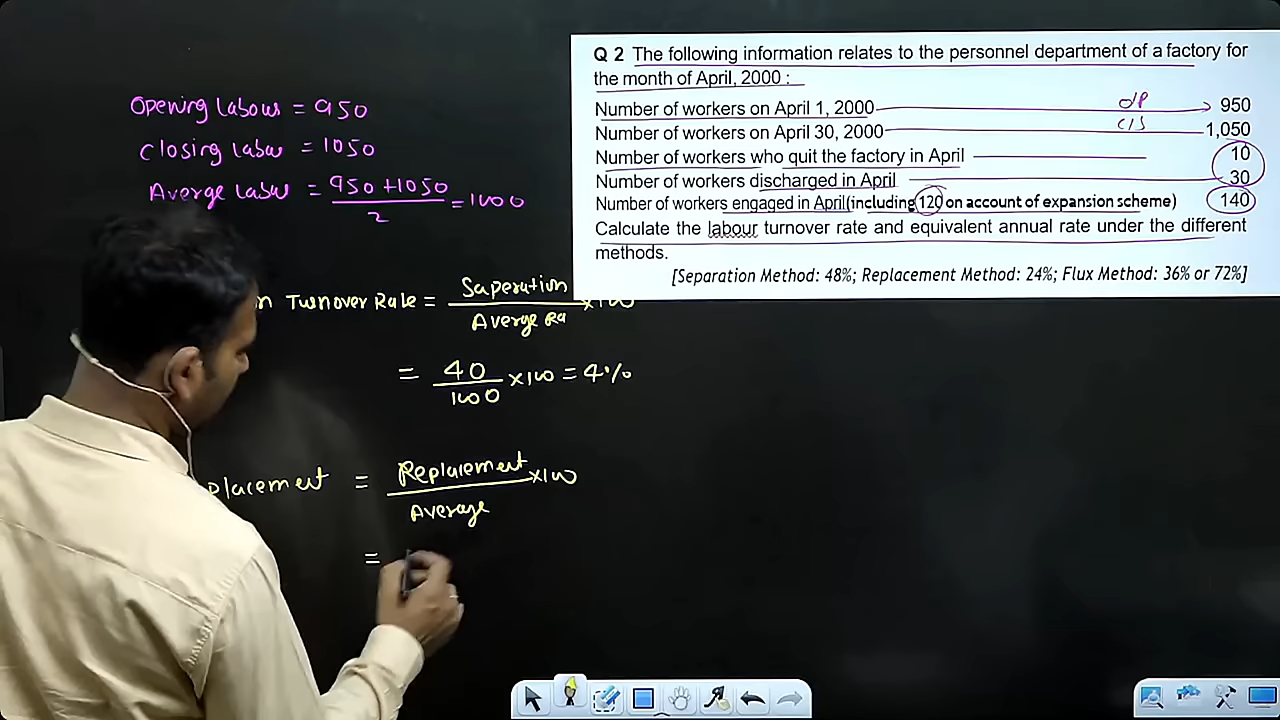 Q 2 The following information relates to the personnel department of a factory for
the month of April, 2000 :
Number of workers on April 1, 2000 OP 950
Number of workers on April 30, 2000 C/S 1,050
Number of workers who quit the factory in April 10
Number of workers discharged in April 30
Number of workers engaged in April(including 120 on account of expansion scheme) 140
Calculate the labour turnover rate and equivalent annual rate under the different
methods.
[Separation Method: 48%; Replacement Method: 24%; Flux Method: 36% or 72%]
Opening labour = 950
Closing labour = 1050
Average labour = 950 + 1050 / 2 = 1000
n Turnover Rate = Saperation / Averge Ra × 100
= 40 / 1000 × 100 = 4%
placement = Replacement / Average × 100
=